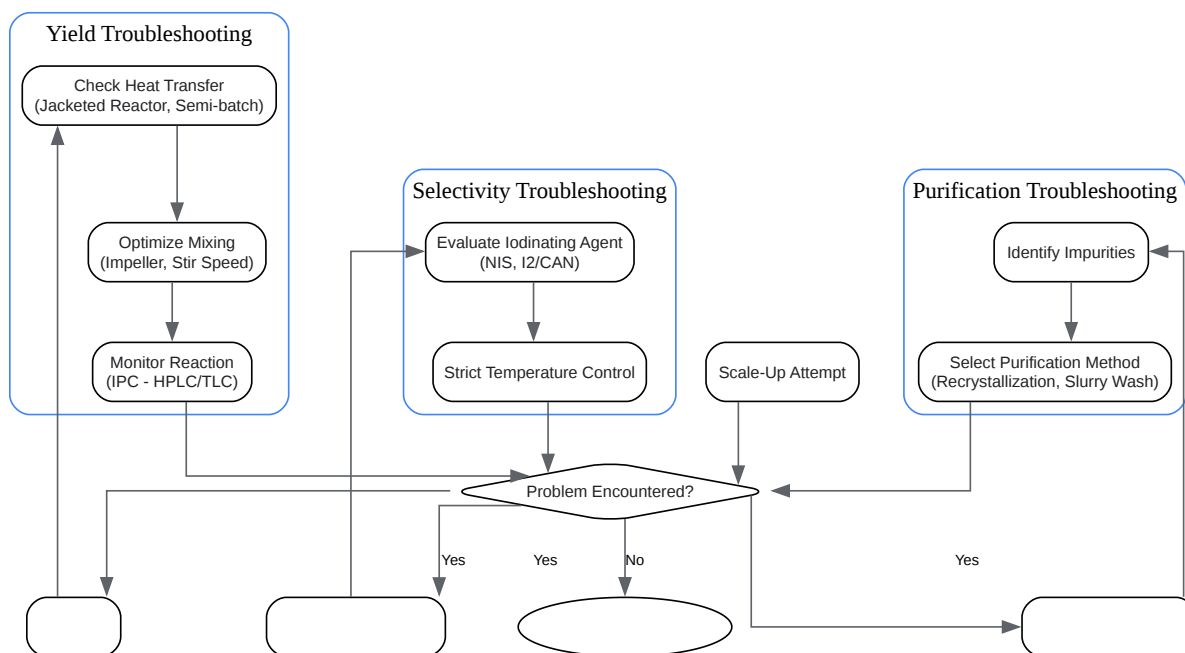 Yield Troubleshooting
Check Heat Transfer
(Jacketed Reactor, Semi-batch)
Optimize Mixing
(Impeller, Stir Speed)
Monitor Reaction
(IPC - HPLC/TLC)
Selectivity Troubleshooting
Evaluate Iodinating Agent
(NIS, I2/CAN)
Strict Temperature Control
Scale-Up Attempt
Purification Troubleshooting
Identify Impurities
Select Purification Method
(Recrystallization, Slurry Wash)
Problem Encountered?
Yes
Yes
No
Yes